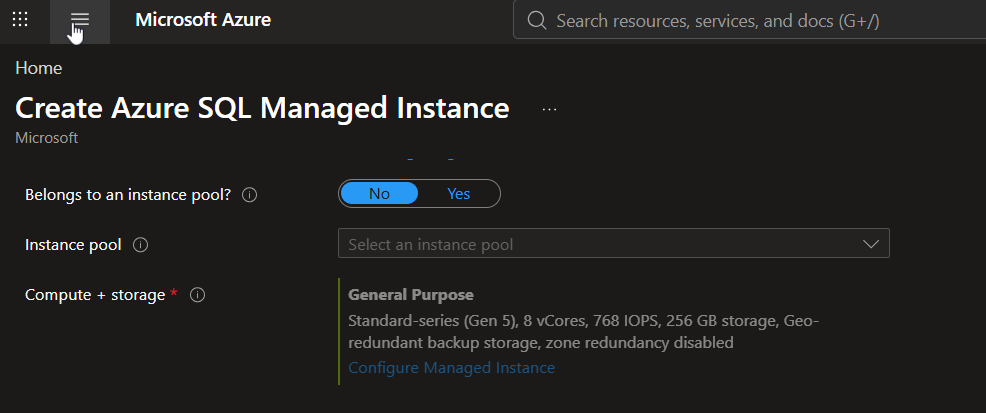 Microsoft Azure
Search resources, services, and docs (G+/)
Home
Create Azure SQL Managed Instance
...
Microsoft
Belongs to an instance pool?
No
Yes
Instance pool
Select an instance pool
Compute + storage *
General Purpose
Standard-series (Gen 5), 8 vCores, 768 IOPS, 256 GB storage, Geo-
redundant backup storage, zone redundancy disabled
Configure Managed Instance